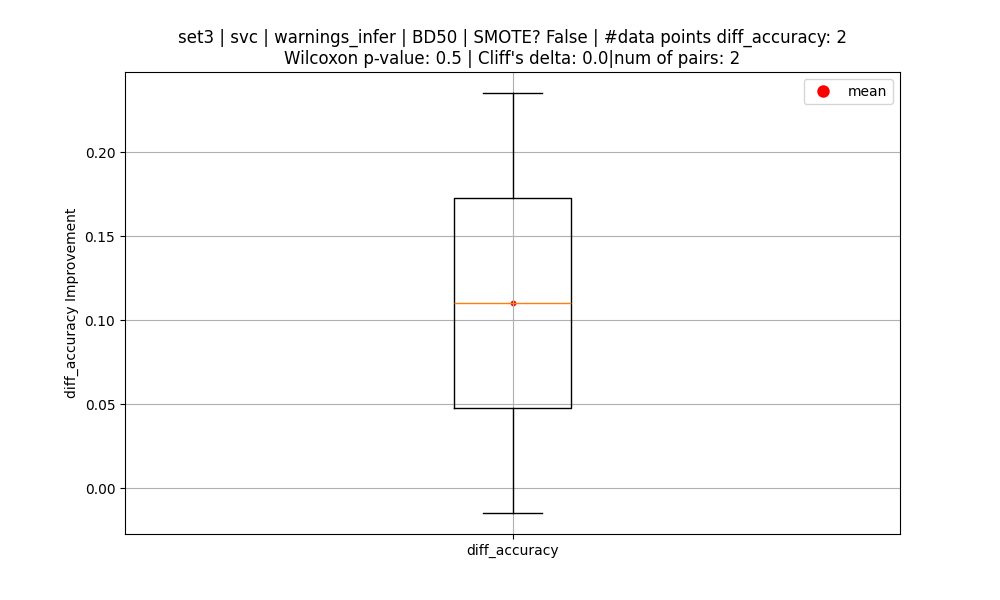 set3 | svc | warnings_infer | BD50 | SMOTE? False | #data points diff_accuracy: 2
Wilcoxon p-value: 0.5 | Cliff's delta: 0.0|num of pairs: 2
mean
0.20
0.15
0.10
0.05
0.00
diff_accuracy Improvement
diff_accuracy